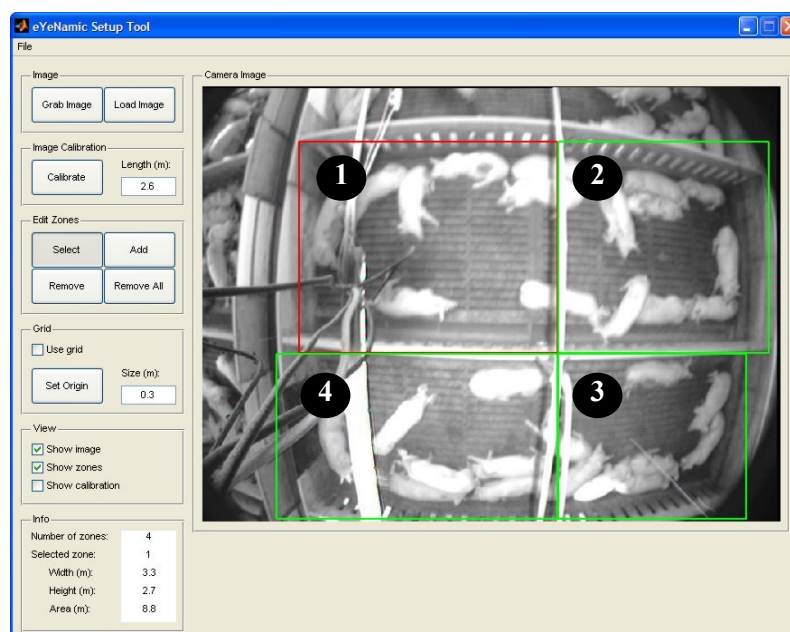 eYeNamic Setup Tool
File
Image
Grab Image Load Image
Image Calibration
Calibrate
Length (m):
2.6
Edit Zones
Select Add
Remove Remove All
Grid
Use grid
Set Origin
Size (m):
0.3
View
Show image
Show zones
Show calibration
Info
Number of zones: 4
Selected zone: 1
Width (m): 3.3
Height (m): 2.7
Area (m): 8.8
Camera Image
1 2
4 3